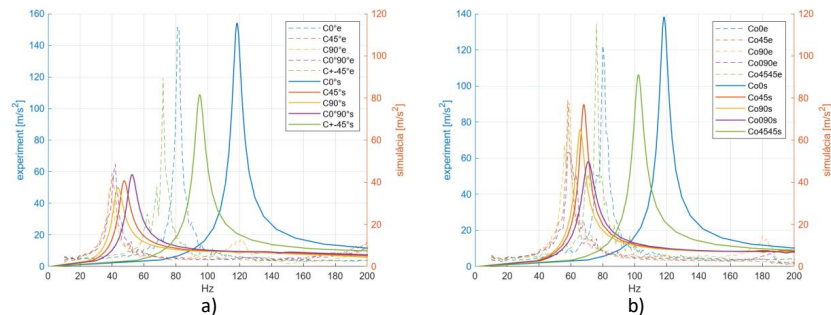 160
140
120
100
80
60
40
20
0
experiment [m/s²]
0 20 40 60 80 100 120 140 160 180 200
Hz
120
100
80
60
40
20
0
simulácia [m/s²]
C0°e
C45°e
C90°e
C0°90°e
C+-45°e
C0°s
C45°s
C90°s
C0°90°s
C+-45°s
a)
140
120
100
80
60
40
20
0
experiment [m/s²]
0 20 40 60 80 100 120 140 160 180 200
Hz
120
100
80
60
40
20
0
simulácia [m/s²]
Co0e
Co45e
Co90e
Co090e
Co4545e
Co0s
Co45s
Co90s
Co090s
Co4545s
b)